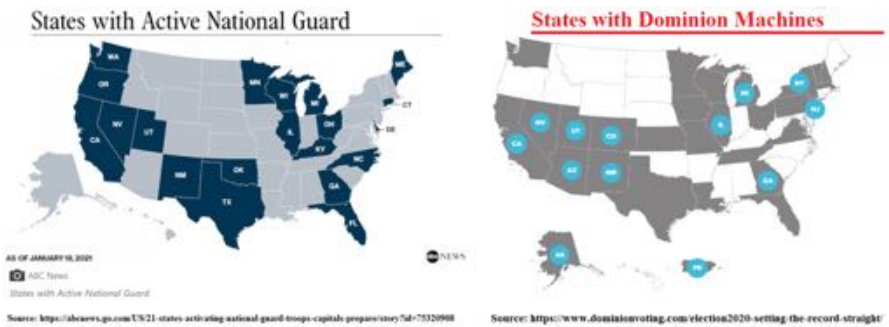 States with Active National Guard
WA
OR
CA
NV
UT
NM
TX
OK
MN
WI
MI
IL
OH
KY
NC
GA
FL
ME
CT
DE
AS OF JANUARY 18, 2021
abc NEWS
ABC News
States with Active National Guard
Source: https://abcnews.go.com/US/21-states-activating-national-guard-troops-capitals-prepare/story?id=75320908
States with Dominion Machines
CA
NV
UT
CO
AZ
NM
IL
MI
NY
NJ
GA
AK
PR
Source: https://www.dominionvoting.com/election2020-setting-the-record-straight/